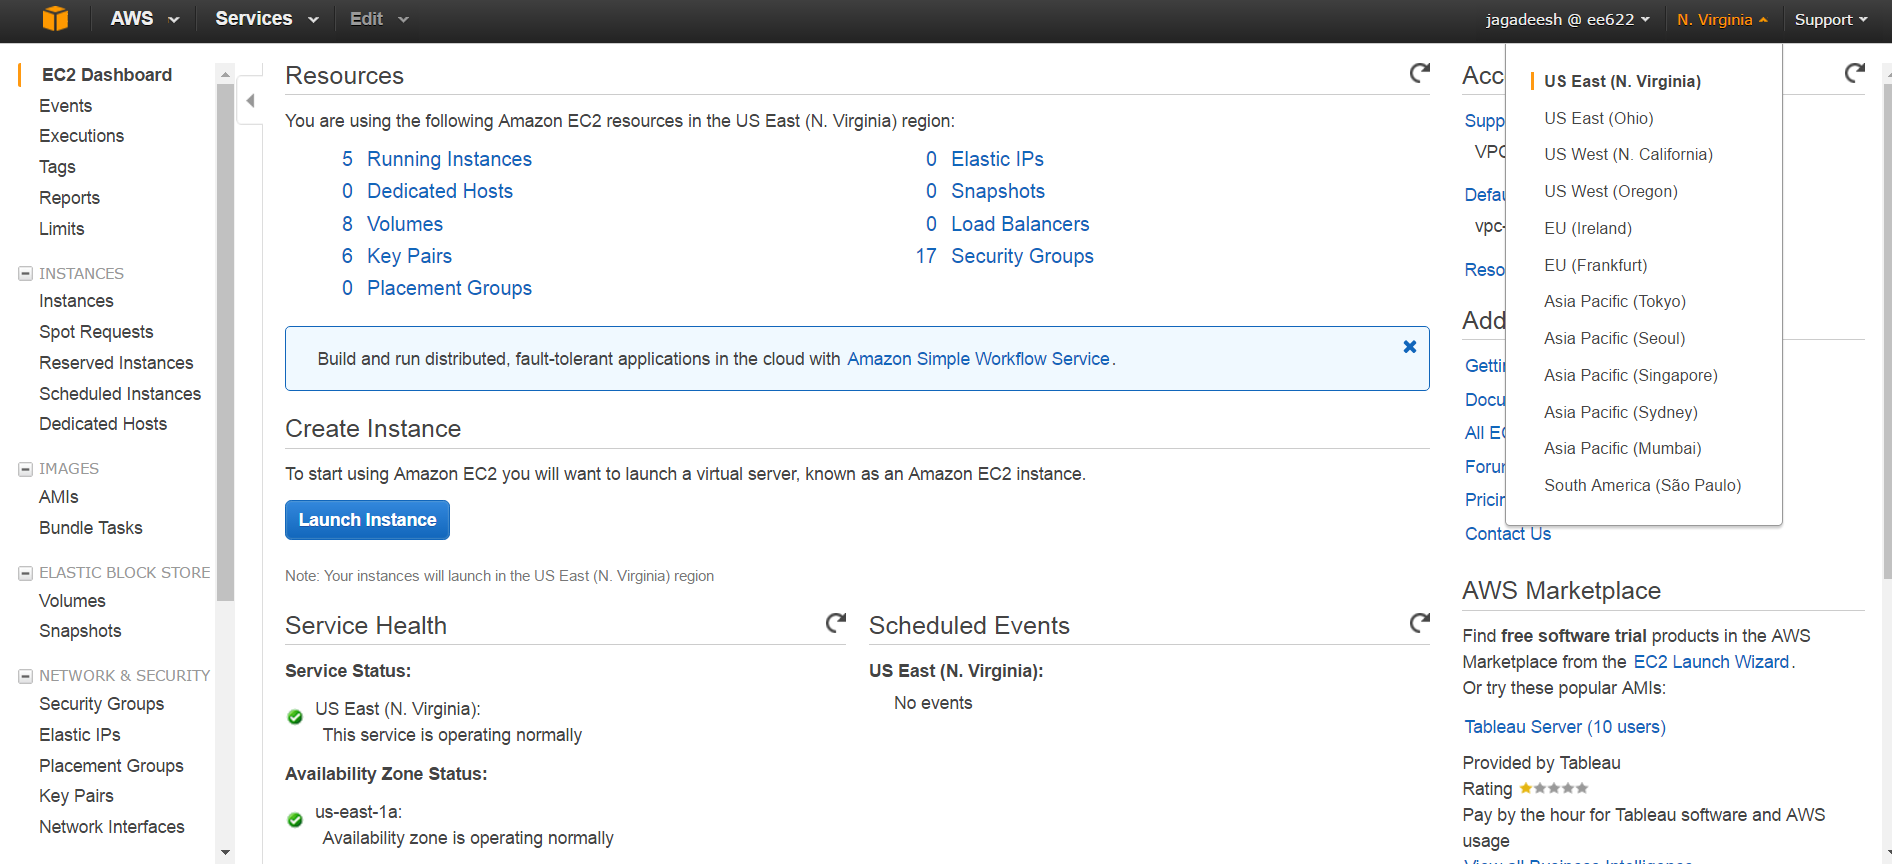 AWS Services Edit jagadeesh @ ee622 N. Virginia Support
EC2 Dashboard
Events
Executions
Tags
Reports
Limits
INSTANCES
Instances
Spot Requests
Reserved Instances
Scheduled Instances
Dedicated Hosts
IMAGES
AMIs
Bundle Tasks
ELASTIC BLOCK STORE
Volumes
Snapshots
NETWORK & SECURITY
Security Groups
Elastic IPs
Placement Groups
Key Pairs
Network Interfaces
Resources
You are using the following Amazon EC2 resources in the US East (N. Virginia) region:
5 Running Instances
0 Dedicated Hosts
8 Volumes
6 Key Pairs
0 Placement Groups
0 Elastic IPs
0 Snapshots
0 Load Balancers
17 Security Groups
Build and run distributed, fault-tolerant applications in the cloud with Amazon Simple Workflow Service.
Create Instance
To start using Amazon EC2 you will want to launch a virtual server, known as an Amazon EC2 instance.
Launch Instance
Note: Your instances will launch in the US East (N. Virginia) region
Service Health
Service Status:
US East (N. Virginia):
This service is operating normally
Availability Zone Status:
us-east-1a:
Availability zone is operating normally
Scheduled Events
US East (N. Virginia):
No events
US East (N. Virginia)
US East (Ohio)
US West (N. California)
US West (Oregon)
EU (Ireland)
EU (Frankfurt)
Asia Pacific (Tokyo)
Asia Pacific (Seoul)
Asia Pacific (Singapore)
Asia Pacific (Sydney)
Asia Pacific (Mumbai)
South America (São Paulo)
Acc
Supp
VPC
Defau
vpc-
Reso
Add
Gettin
Docu
All EC
Forun
Pricin
Contact Us
AWS Marketplace
Find free software trial products in the AWS
Marketplace from the EC2 Launch Wizard.
Or try these popular AMIs:
Tableau Server (10 users)
Provided by Tableau
Rating
Pay by the hour for Tableau software and AWS
usage
View all Business Intelligence